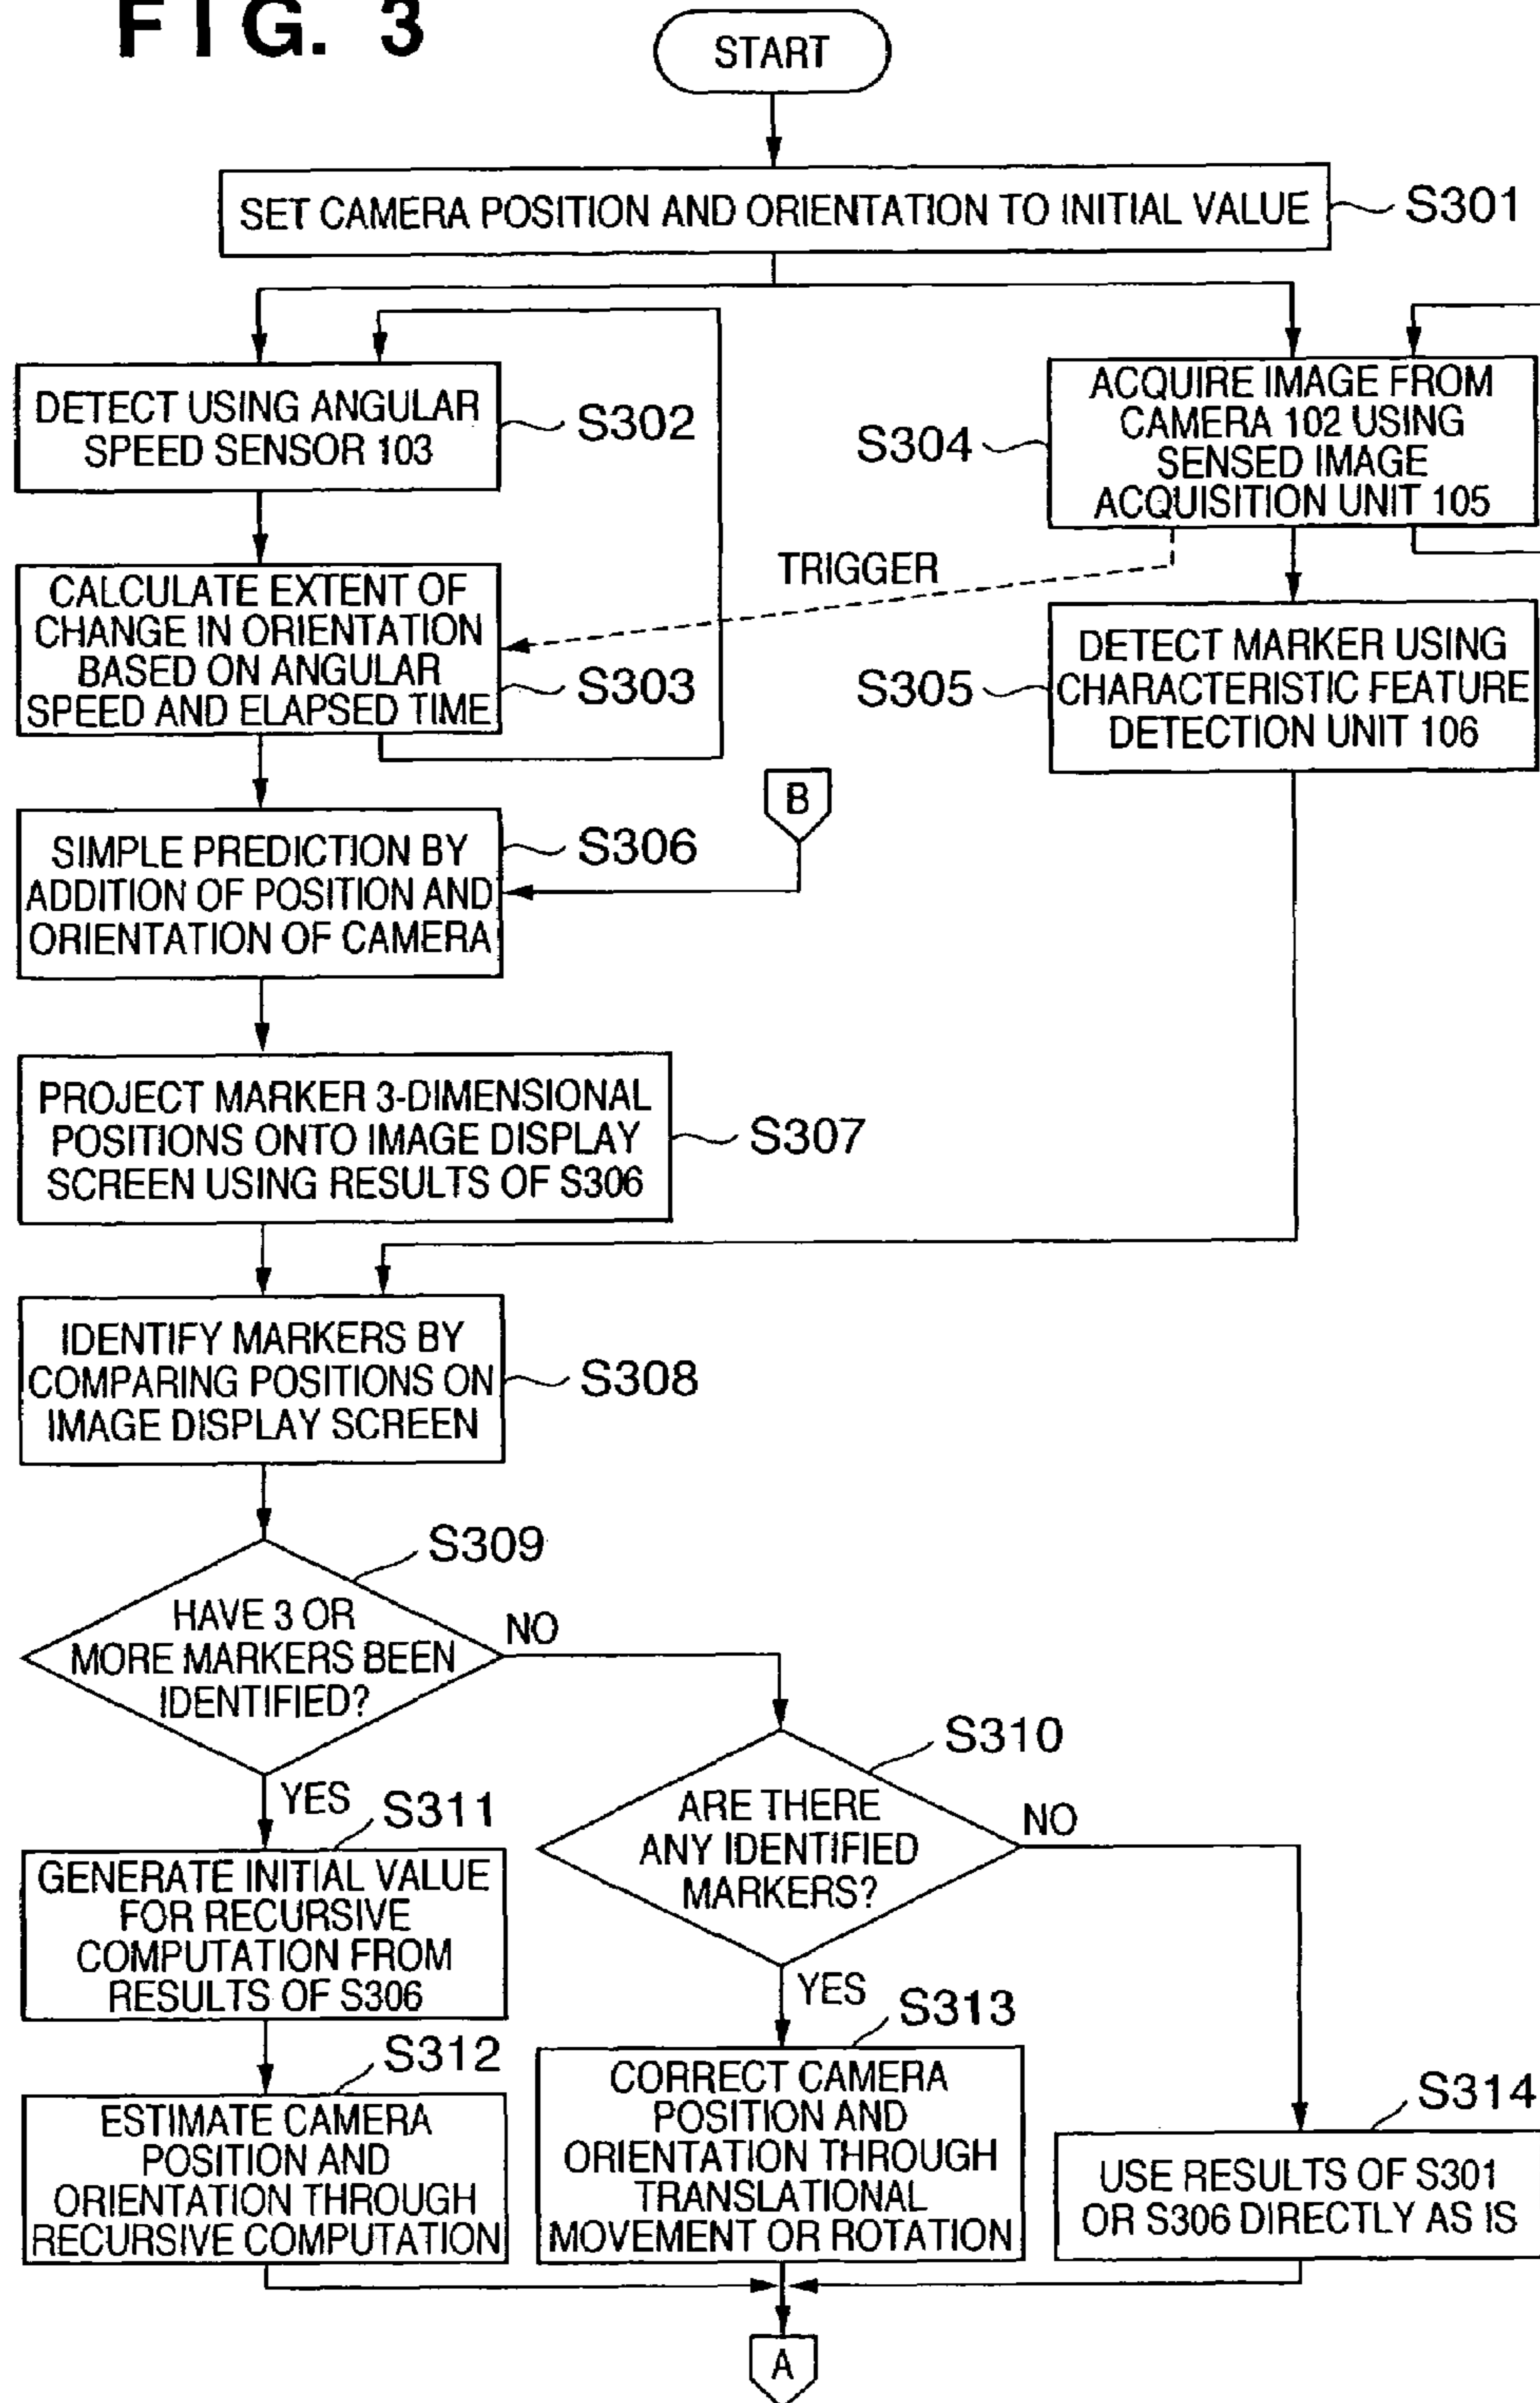 FIG. 3
START
SET CAMERA POSITION AND ORIENTATION TO INITIAL VALUE
S301
DETECT USING ANGULAR
SPEED SENSOR 103
S302
S304
ACQUIRE IMAGE FROM
CAMERA 102 USING
SENSED IMAGE
ACQUISITION UNIT 105
TRIGGER
CALCULATE EXTENT OF
CHANGE IN ORIENTATION
BASED ON ANGULAR
SPEED AND ELAPSED TIME
S303
S305
DETECT MARKER USING
CHARACTERISTIC FEATURE
DETECTION UNIT 106
B
SIMPLE PREDICTION BY
ADDITION OF POSITION AND
ORIENTATION OF CAMERA
S306
PROJECT MARKER 3-DIMENSIONAL
POSITIONS ONTO IMAGE DISPLAY
SCREEN USING RESULTS OF S306
S307
IDENTIFY MARKERS BY
COMPARING POSITIONS ON
IMAGE DISPLAY SCREEN
S308
S309
HAVE 3 OR
MORE MARKERS BEEN
IDENTIFIED?
NO
YES
S310
ARE THERE
ANY IDENTIFIED
MARKERS?
NO
YES
S311
GENERATE INITIAL VALUE
FOR RECURSIVE
COMPUTATION FROM
RESULTS OF S306
S312
ESTIMATE CAMERA
POSITION AND
ORIENTATION THROUGH
RECURSIVE COMPUTATION
S313
CORRECT CAMERA
POSITION AND
ORIENTATION THROUGH
TRANSLATIONAL
MOVEMENT OR ROTATION
S314
USE RESULTS OF S301
OR S306 DIRECTLY AS IS
A